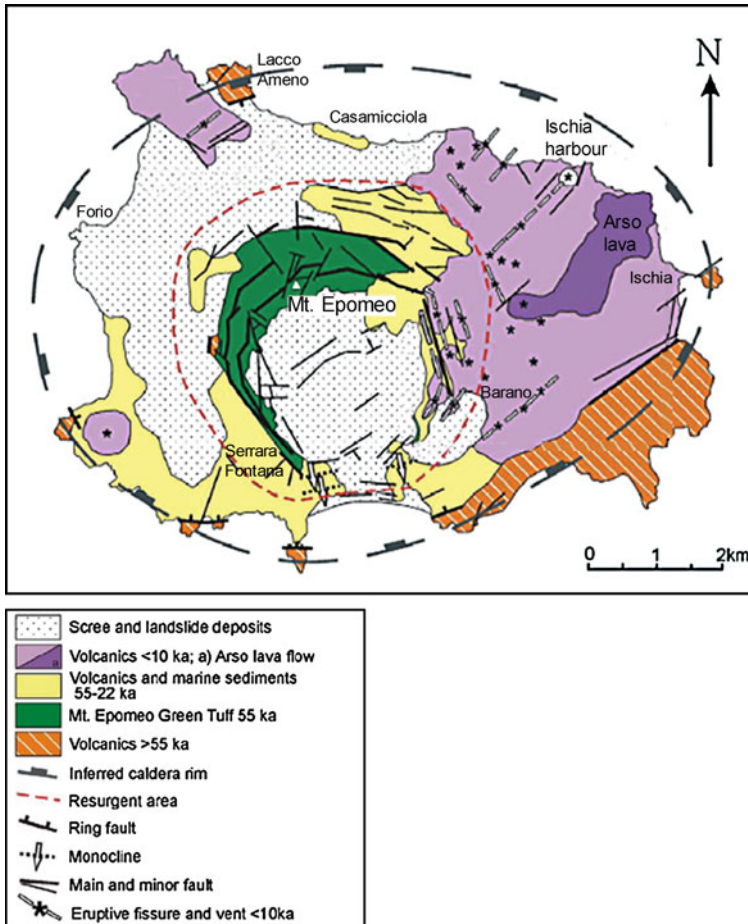 Lacco
Ameno
N
Casamicciola
Ischia
harbour
Forio
Arso
lava
Ischia
Mt. Epomeo
Barano
Serrara
Fontana
0 1 2km
Scree and landslide deposits
a
Volcanics <10 ka; a) Arso lava flow
Volcanics and marine sediments
55-22 ka
Mt. Epomeo Green Tuff 55 ka
Volcanics >55 ka
Inferred caldera rim
Resurgent area
Ring fault
Monocline
Main and minor fault
Eruptive fissure and vent <10ka